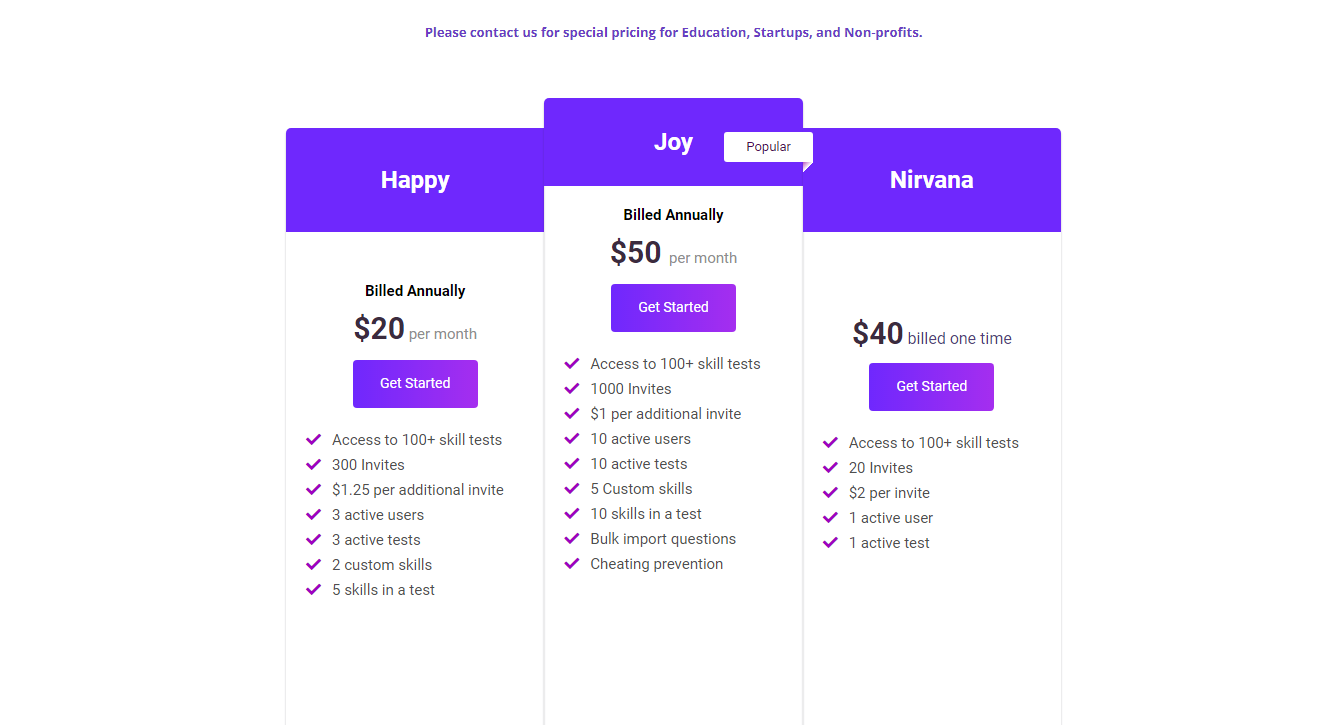 Please contact us for special pricing for Education, Startups, and Non-profits.
Happy
Billed Annually
$20 per month
Get Started
Access to 100+ skill tests
300 Invites
$1.25 per additional invite
3 active users
3 active tests
2 custom skills
5 skills in a test
Joy
Popular
Billed Annually
$50 per month
Get Started
Access to 100+ skill tests
1000 Invites
$1 per additional invite
10 active users
10 active tests
5 Custom skills
10 skills in a test
Bulk import questions
Cheating prevention
Nirvana
$40 billed one time
Get Started
Access to 100+ skill tests
20 Invites
$2 per invite
1 active user
1 active test